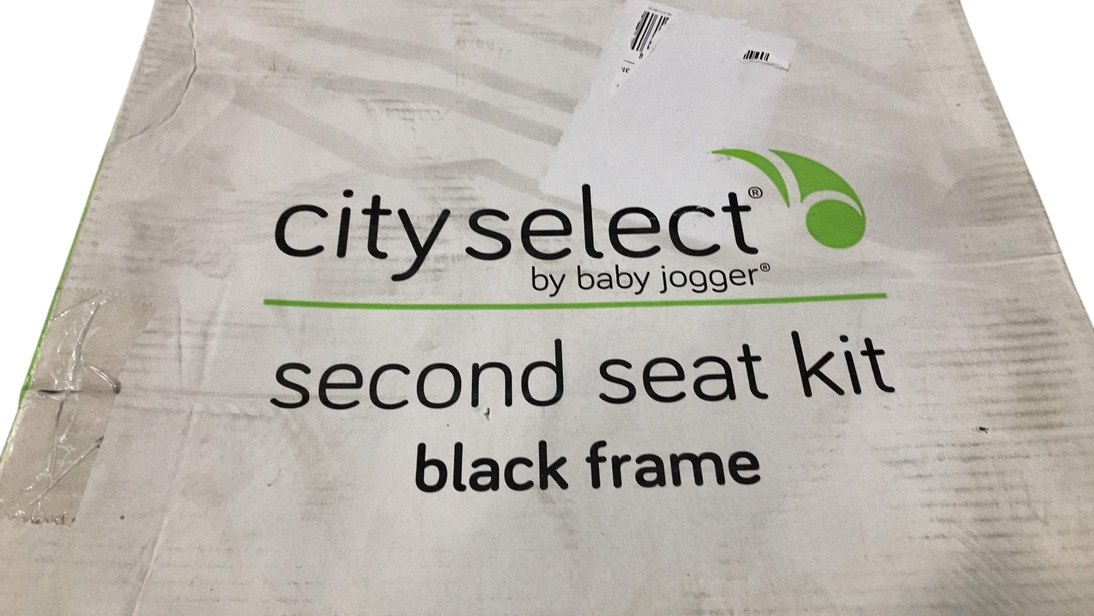 city select®
by baby jogger®
second seat kit
black frame